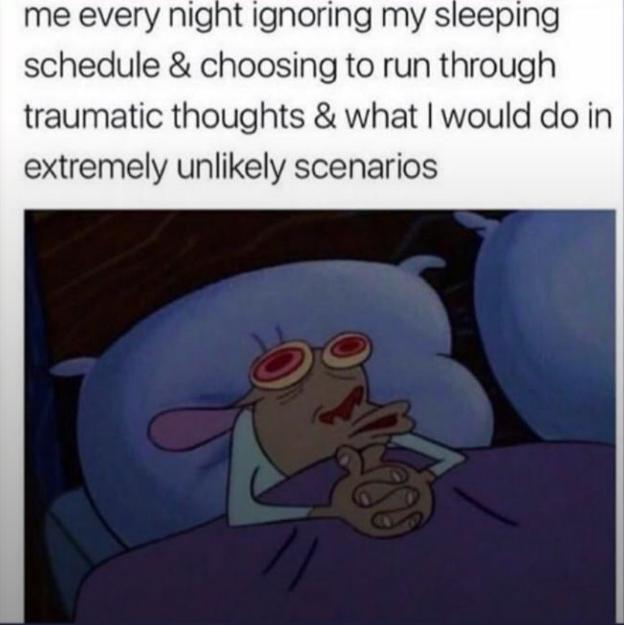 me every night ignoring my sleeping
schedule & choosing to run through
traumatic thoughts & what I would do in
extremely unlikely scenarios